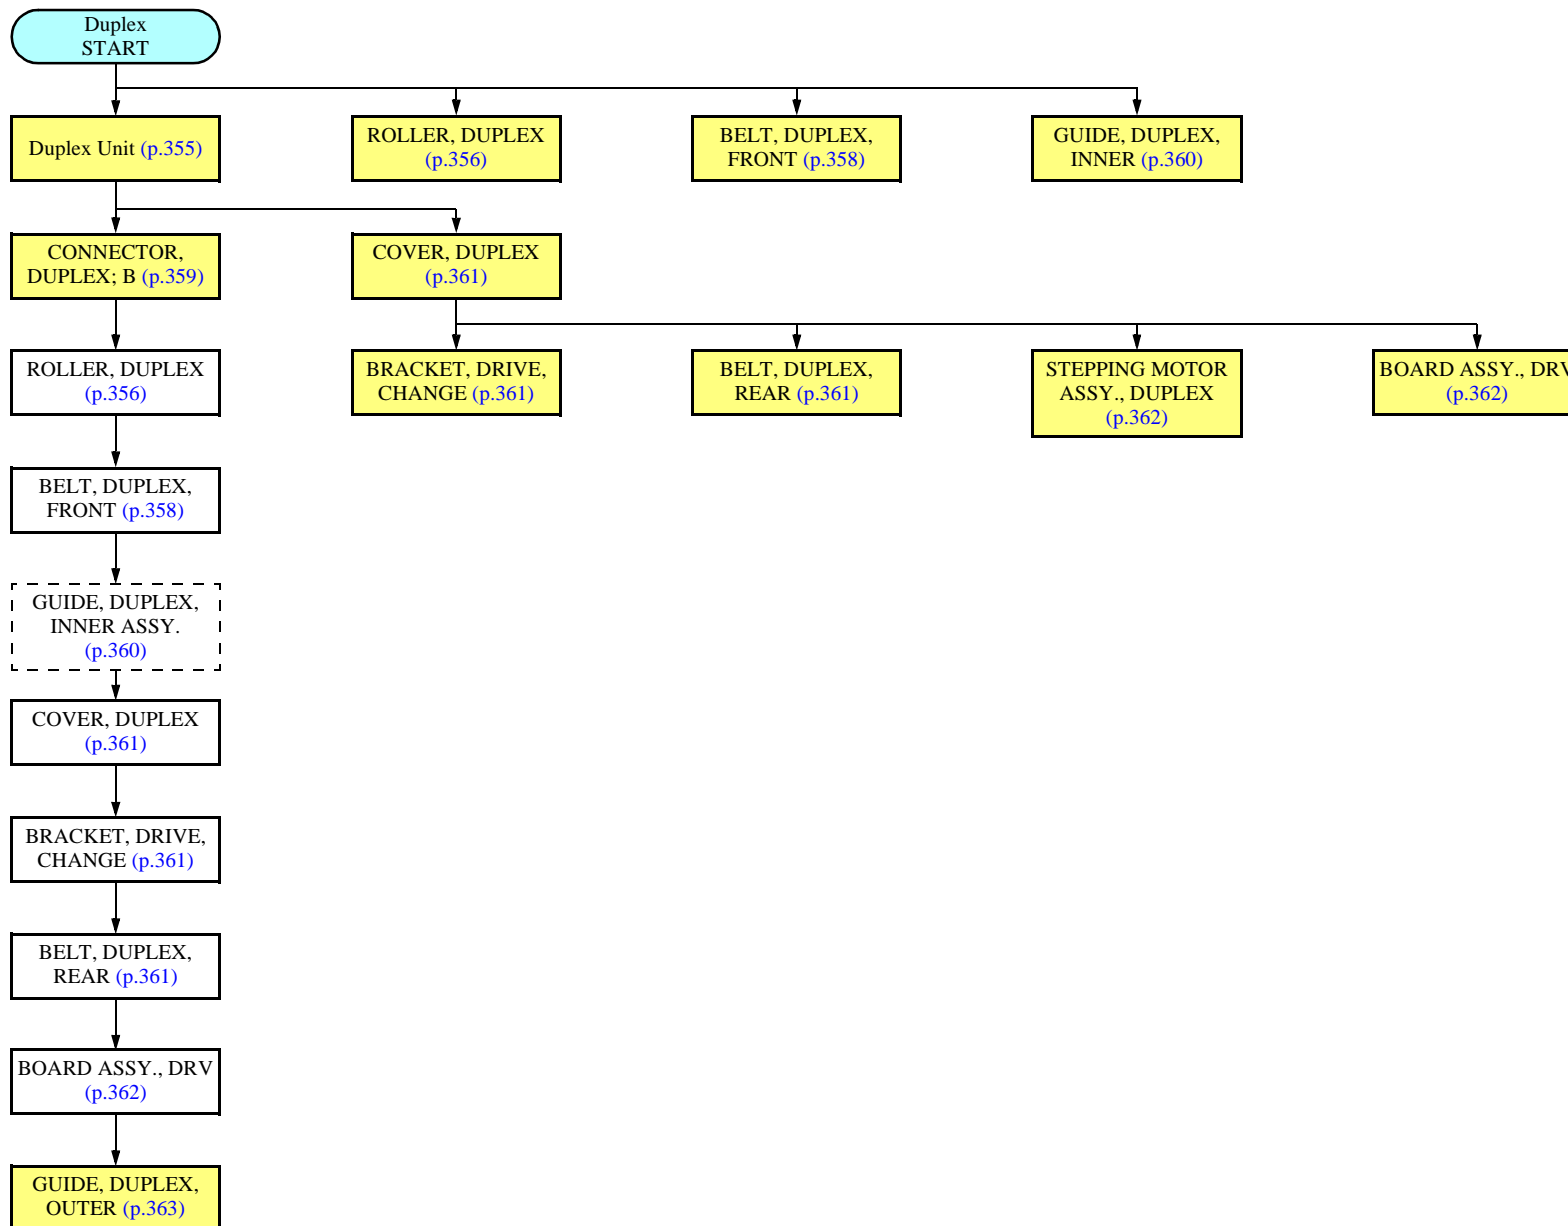 Duplex
START
Duplex Unit (p.355)
ROLLER, DUPLEX
(p.356)
BELT, DUPLEX,
FRONT (p.358)
GUIDE, DUPLEX,
INNER (p.360)
CONNECTOR,
DUPLEX; B (p.359)
COVER, DUPLEX
(p.361)
ROLLER, DUPLEX
(p.356)
BRACKET, DRIVE,
CHANGE (p.361)
BELT, DUPLEX,
REAR (p.361)
STEPPING MOTOR
ASSY., DUPLEX
(p.362)
BOARD ASSY., DRV
(p.362)
BELT, DUPLEX,
FRONT (p.358)
GUIDE, DUPLEX,
INNER ASSY.
(p.360)
COVER, DUPLEX
(p.361)
BRACKET, DRIVE,
CHANGE (p.361)
BELT, DUPLEX,
REAR (p.361)
BOARD ASSY., DRV
(p.362)
GUIDE, DUPLEX,
OUTER (p.363)